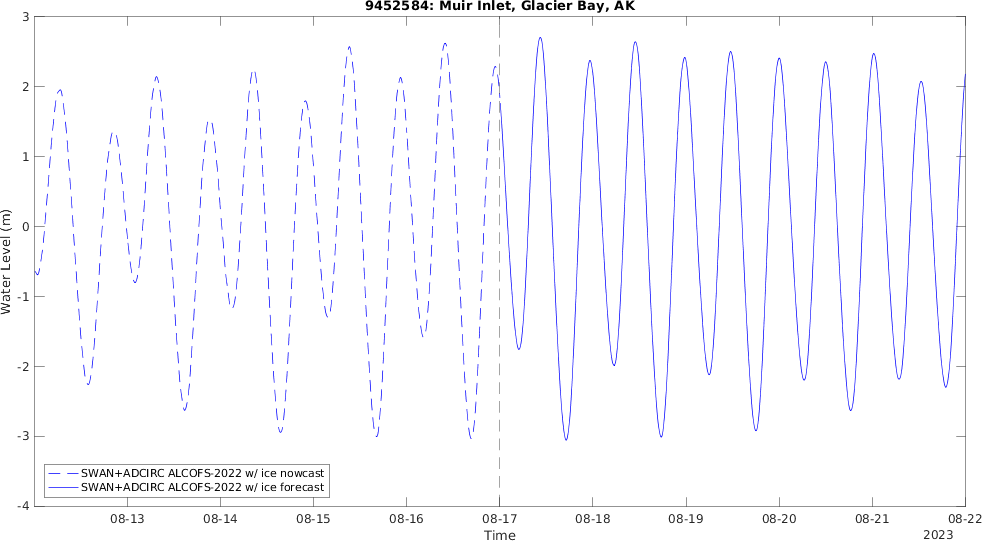 9452584: Muir Inlet, Glacier Bay, AK
3
2
1
0
-1
-2
-3
-4
Water Level (m)
SWAN+ADCIRC ALCOFS-2022 w/ ice nowcast
SWAN+ADCIRC ALCOFS-2022 w/ ice forecast
08-13 08-14 08-15 08-16 08-17 08-18 08-19 08-20 08-21 08-22
Time
2023